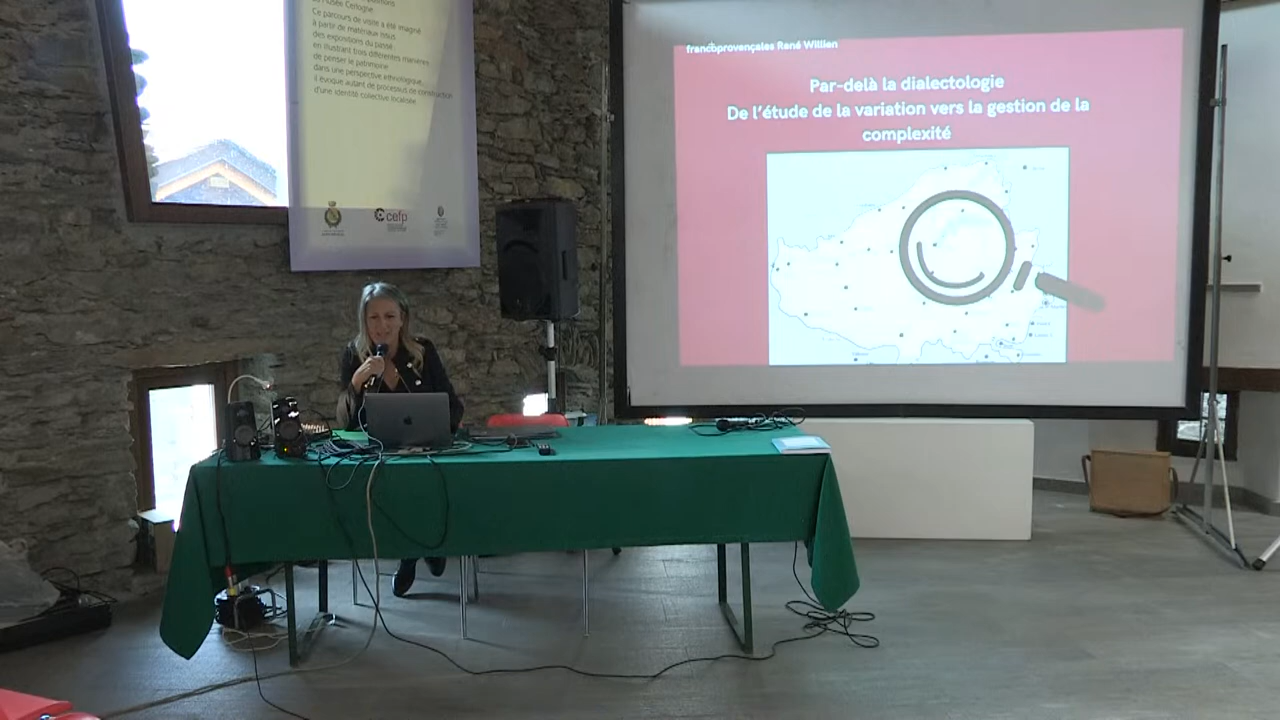 du Musée Cerlogne.
Ce parcours de visite a été imaginé
à partir de matériaux issus
des expositions du passé
en illustrant trois différentes manières
de penser le patrimoine
dans une perspective ethnologique.
Il évoque autant de processus de construction
d'une identité collective localisée.
cefp
francoprovençales René Willien
Par-delà la dialectologie
De l'étude de la variation vers la gestion de la
complexité